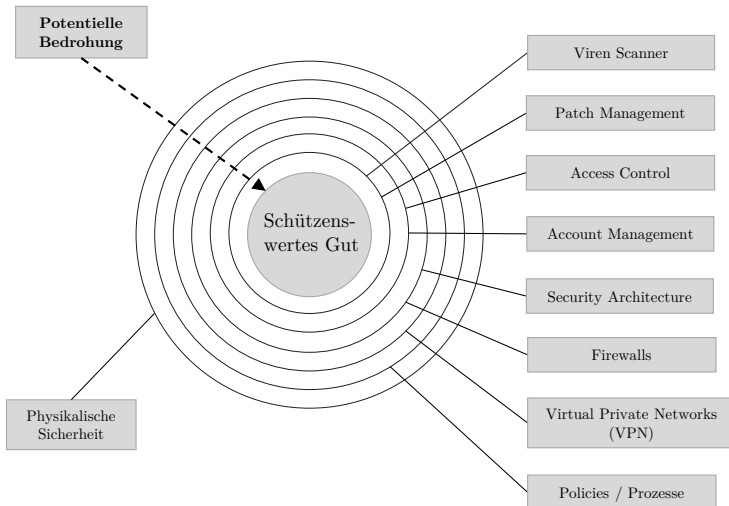 Potentielle
Bedrohung
Viren Scanner
Patch Management
Access Control
Schützens-
wertes Gut
Account Management
Security Architecture
Firewalls
Physikalische
Sicherheit
Virtual Private Networks
(VPN)
Policies / Prozesse